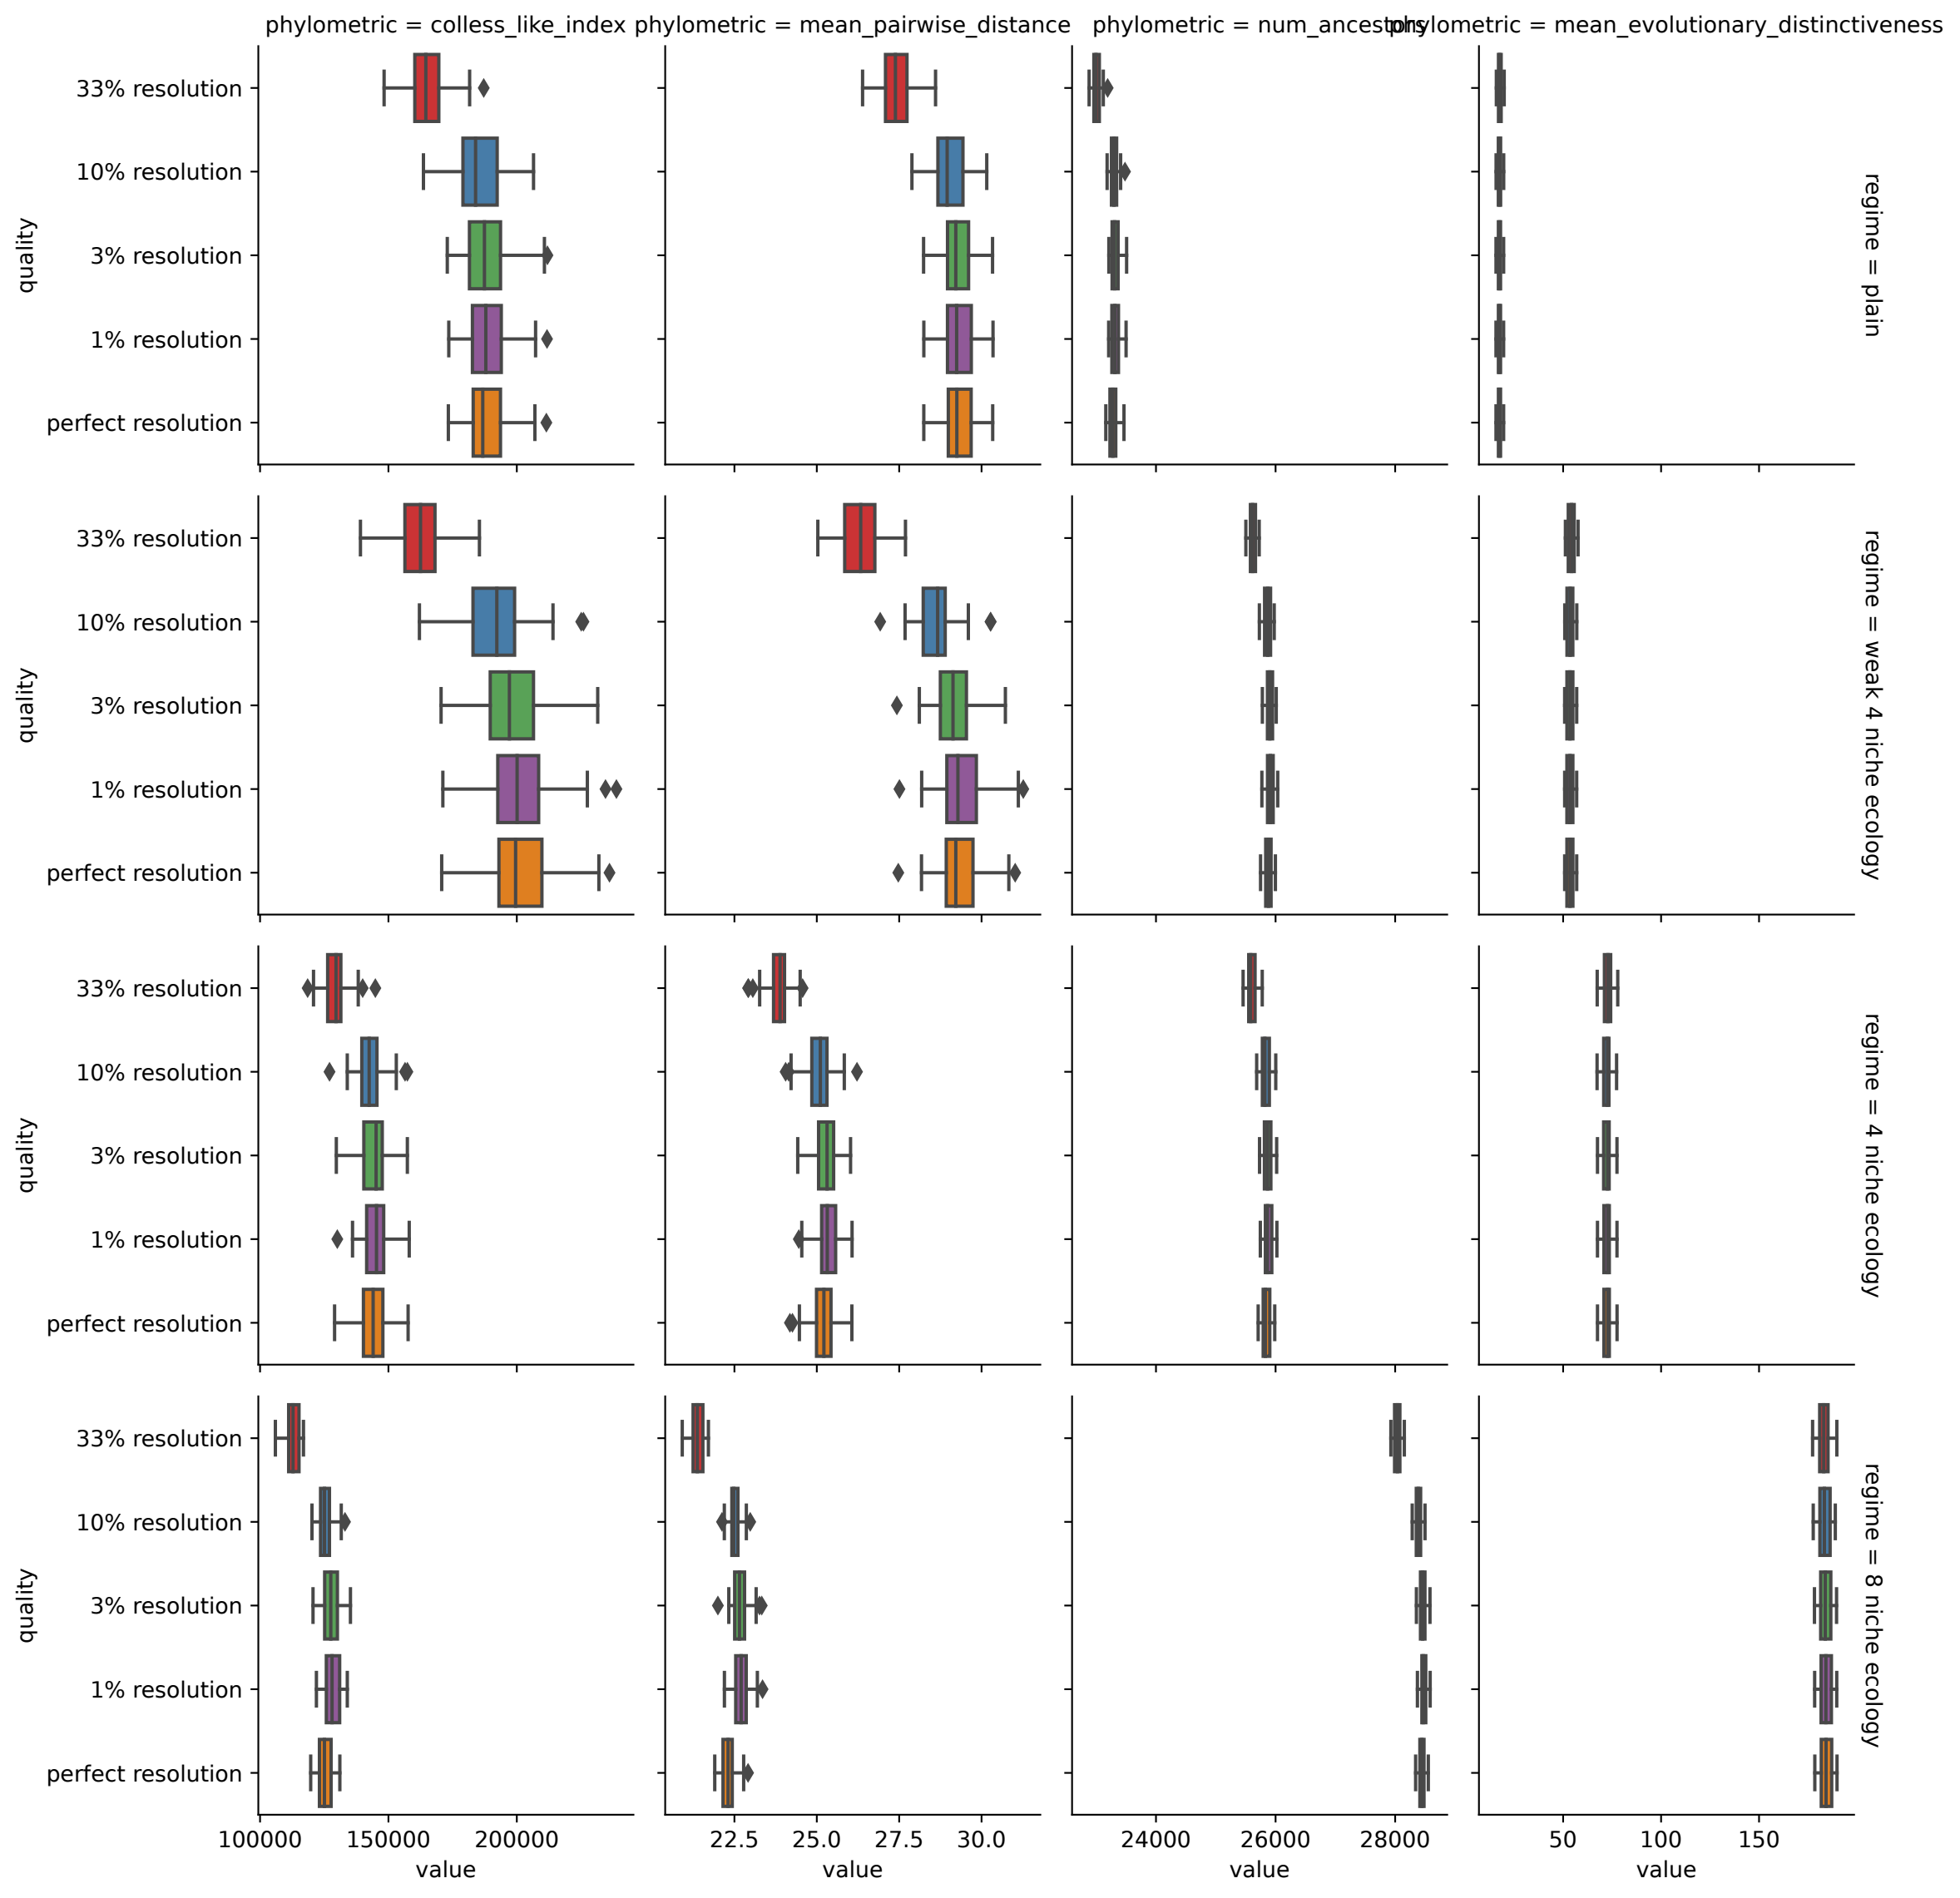 phylometric = colless_like_index
phylometric = mean_pairwise_distance
phylometric = num_ancestors
phylometric = mean_evolutionary_distinctiveness
quality
33% resolution
10% resolution
3% resolution
1% resolution
perfect resolution
regime = plain
quality
33% resolution
10% resolution
3% resolution
1% resolution
perfect resolution
regime = weak 4 niche ecology
quality
33% resolution
10% resolution
3% resolution
1% resolution
perfect resolution
regime = 4 niche ecology
quality
33% resolution
10% resolution
3% resolution
1% resolution
perfect resolution
regime = 8 niche ecology
100000 150000 200000
22.5 25.0 27.5 30.0
24000 26000 28000
50 100 150
value
value
value
value